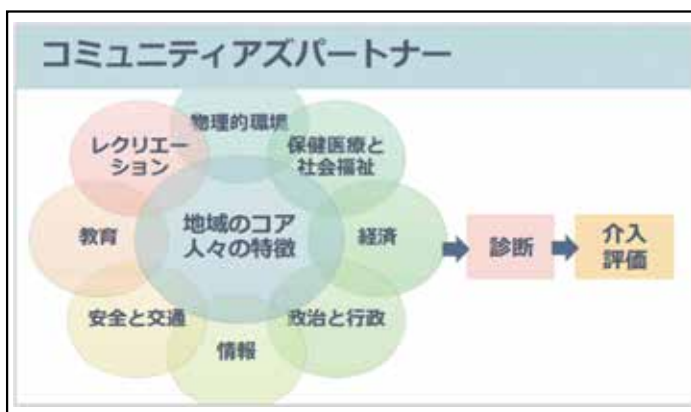 コミュニティアズパートナー
物理的環境
レクリエー
ション
保健医療と
社会福祉
教育
地域のコア
人々の特徴
経済
診断
介入
評価
安全と交通
政治と行政
情報